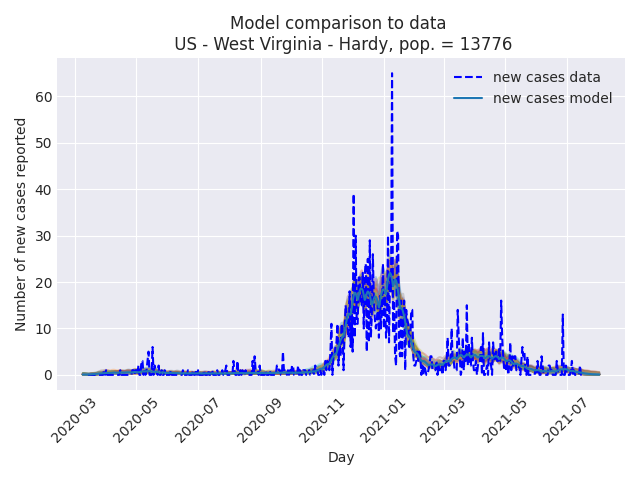 Model comparison to data
US - West Virginia - Hardy, pop. = 13776
new cases data
new cases model
Number of new cases reported
60
50
40
30
20
10
0
2020-03
2020-05
2020-07
2020-09
2020-11
2021-01
2021-03
2021-05
2021-07
Day